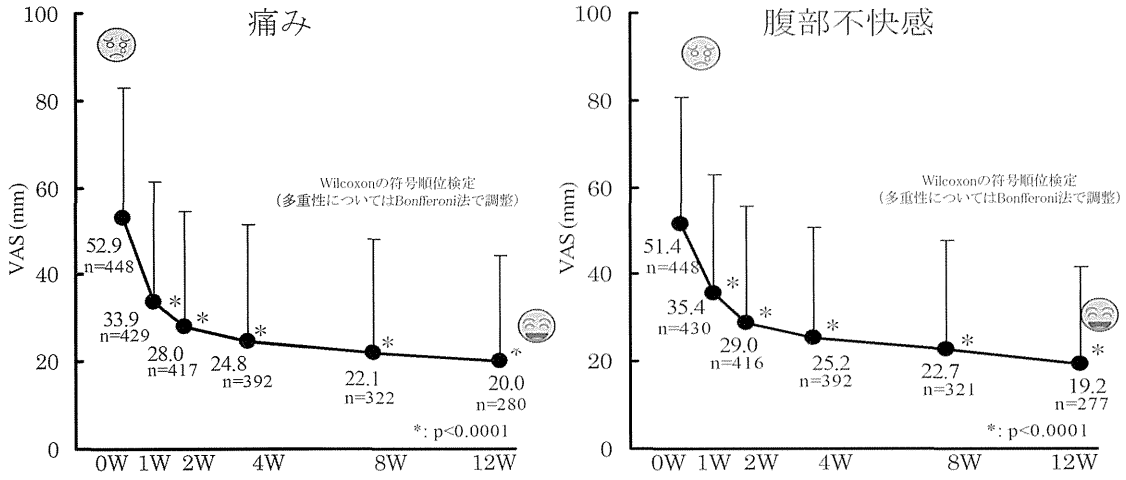 痛み
VAS (mm)
100
80
60
40
20
0
Wilcoxonの符号順位検定
(多重性についてはBonfferoni法で調整)
52.9
n=448
33.9
n=429
28.0
n=417
24.8
n=392
22.1
n=322
20.0
n=280
*
*
*
*
*
*: p<0.0001
0W 1W 2W 4W 8W 12W
腹部不快感
VAS (mm)
100
80
60
40
20
0
Wilcoxonの符号順位検定
(多重性についてはBonfferoni法で調整)
51.4
n=448
35.4
n=430
29.0
n=416
25.2
n=392
22.7
n=321
19.2
n=277
*
*
*
*
*
*: p<0.0001
0W 1W 2W 4W 8W 12W